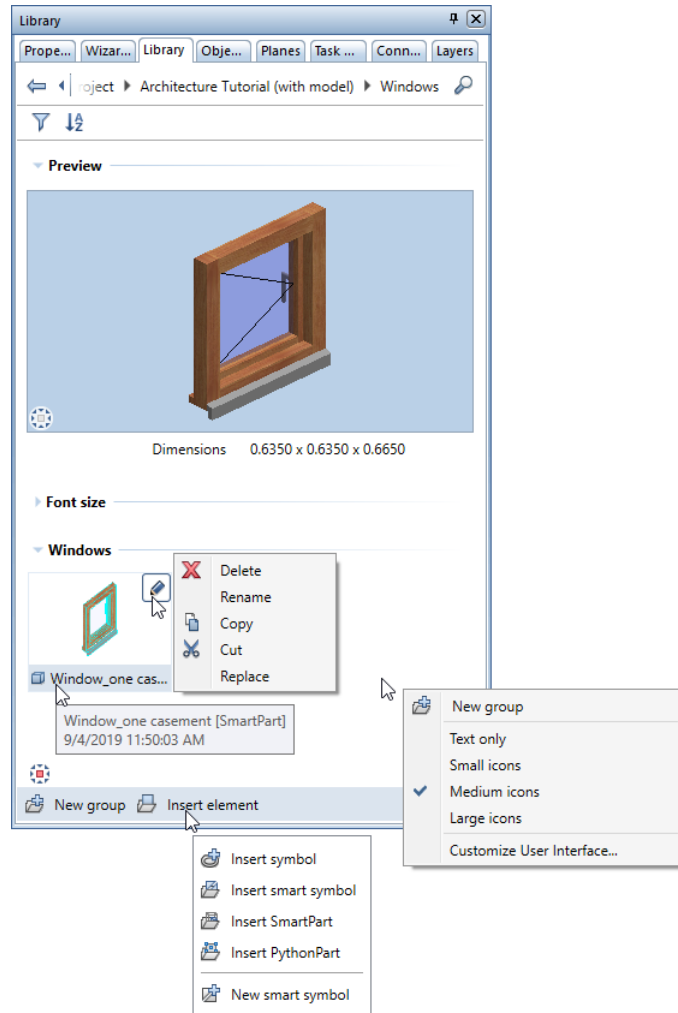 Library
Prope... Wizar... Library Obje... Planes Task ... Conn... Layers
roject Architecture Tutorial (with model) Windows
A
Z
Preview
Dimensions 0.6350 x 0.6350 x 0.6650
Font size
Windows
Delete
Rename
Copy
Cut
Replace
Window_one cas...
Window_one casement [SmartPart]
9/4/2019 11:50:03 AM
New group
Text only
Small icons
Medium icons
Large icons
Customize User Interface...
New group Insert element
Insert symbol
Insert smart symbol
Insert SmartPart
Insert PythonPart
New smart symbol